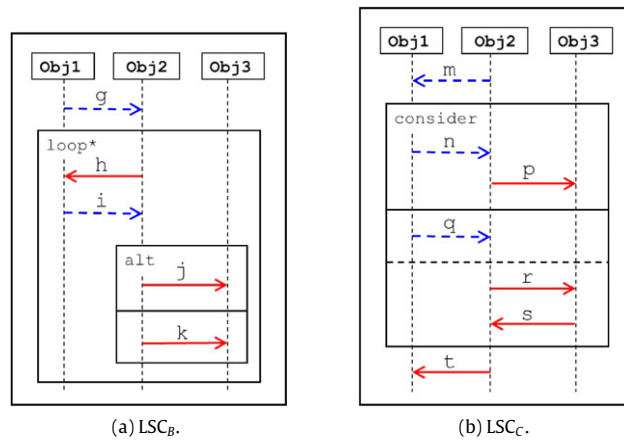 Obj1 Obj2 Obj3
g
loop*
h
i
alt
j
k
(a) LSC_B.
Obj1 Obj2 Obj3
m
consider
n
p
q
r
s
t
(b) LSC_C.